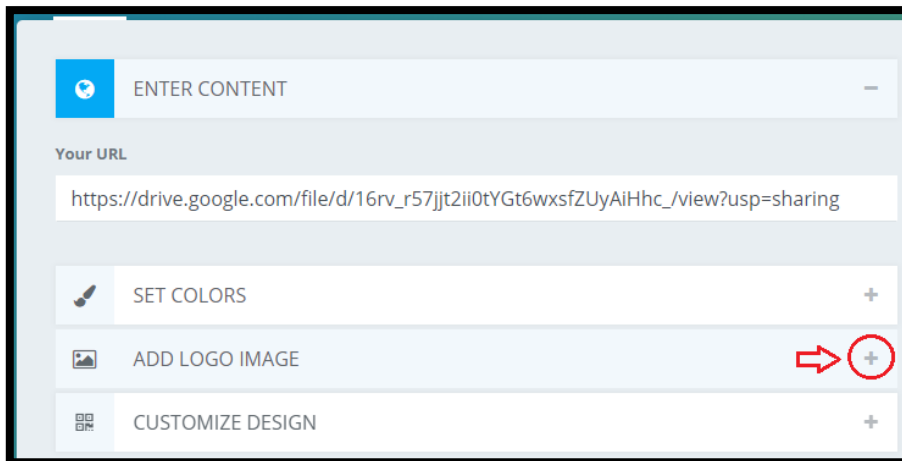 ENTER CONTENT
Your URL
https://drive.google.com/file/d/16rv_r57jjt2ii0tYGt6wxsfZUyAiHhc_/view?usp=sharing
SET COLORS
ADD LOGO IMAGE
CUSTOMIZE DESIGN